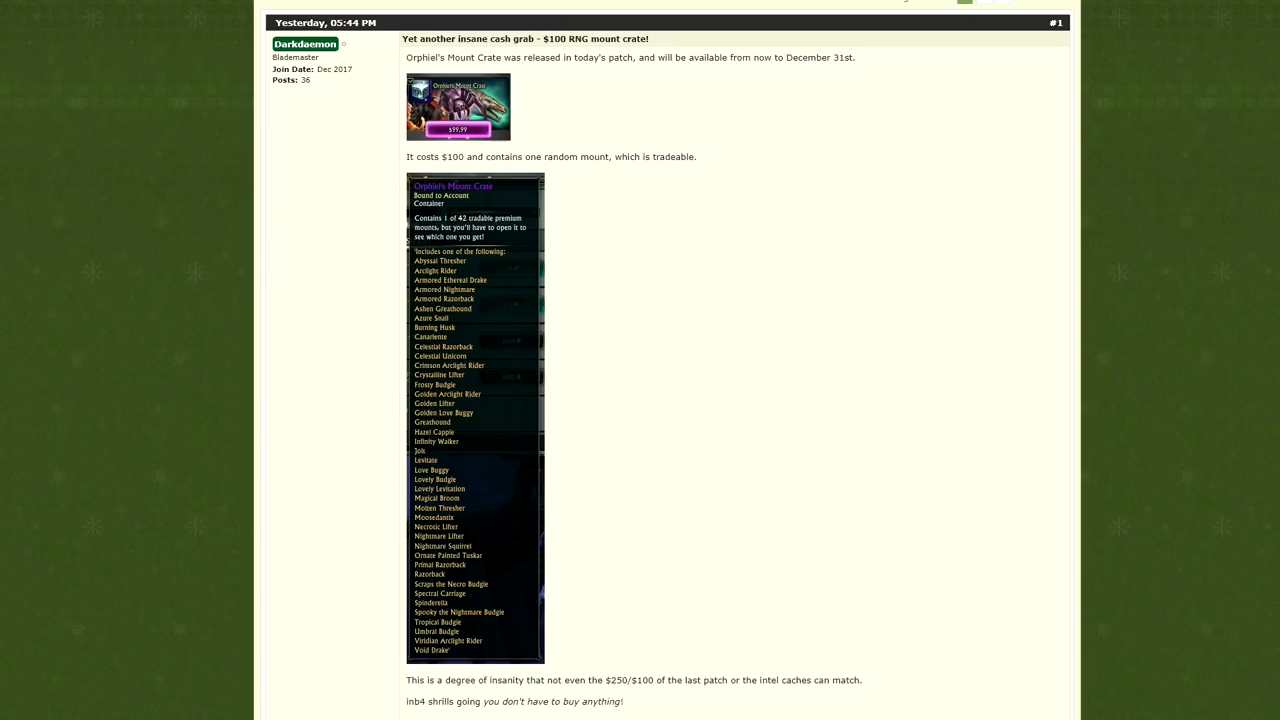 Yesterday, 05:44 PM
#1
Darkdaemon
Blademaster
Join Date: Dec 2017
Posts: 36
Yet another insane cash grab - $100 RNG mount crate!
Orphiel's Mount Crate was released in today's patch, and will be available from now to December 31st.
Orphiel's Mount Crate
$99.99
It costs $100 and contains one random mount, which is tradeable.
Orphiel's Mount Crate
Bound to Account
Container
Contains 1 of 42 tradable premium
mounts, but you'll have to open it to
see which one you get!
'Includes one of the following:
Abyssal Thresher
Arclight Rider
Armored Ethereal Drake
Armored Nightmare
Armored Razorback
Ashen Greathound
Azure Snail
Burning Husk
Canariente
Celestial Razorback
Celestial Unicorn
Crimson Arclight Rider
Crystalline Lifter
Frosty Budgie
Golden Arclight Rider
Golden Lifter
Golden Love Buggy
Greathound
Hazel Cappie
Infinity Walker
Jolt
Levitate
Love Buggy
Lovely Budgie
Lovely Levitation
Magical Broom
Molten Thresher
Moosedantix
Necrotic Lifter
Nightmare Lifter
Nightmare Squirrel
Ornate Painted Tuskar
Primal Razorback
Razorback
Scraps the Necro Budgie
Spectral Carriage
Spinderella
Spooky the Nightmare Budgie
Tropical Budgie
Umbral Budgie
Viridian Arclight Rider
Void Drake'
This is a degree of insanity that not even the $250/$100 of the last patch or the intel caches can match.
inb4 shrills going you don't have to buy anything!